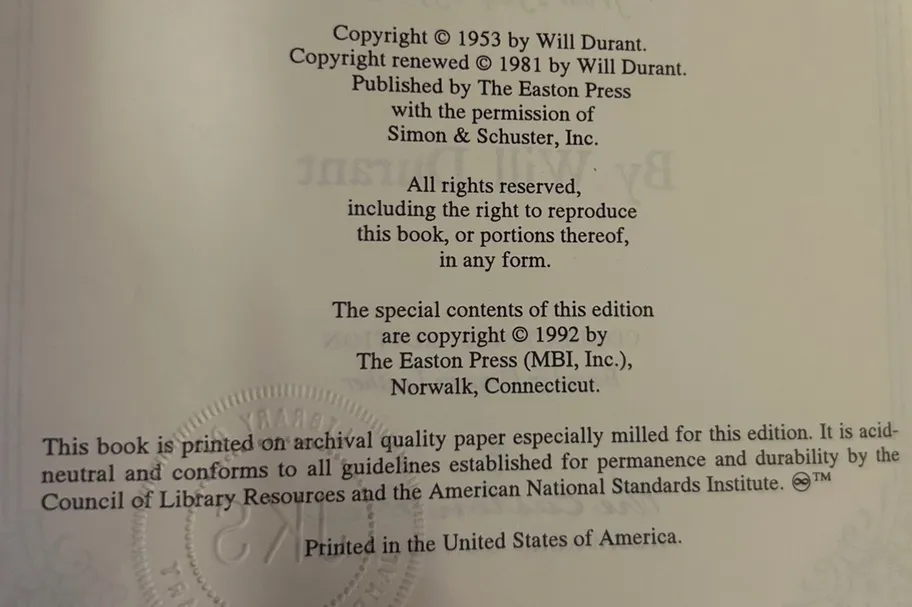 Copyright © 1953 by Will Durant.
Copyright renewed © 1981 by Will Durant.
Published by The Easton Press
with the permission of
Simon & Schuster, Inc.
By Will Durant
All rights reserved,
including the right to reproduce
this book, or portions thereof,
in any form.
The special contents of this edition
are copyright © 1992 by
The Easton Press (MBI, Inc.),
Norwalk, Connecticut.
This book is printed on archival quality paper especially milled for this edition. It is acid-
neutral and conforms to all guidelines established for permanence and durability by the
Council of Library Resources and the American National Standards Institute. ♾™
Printed in the United States of America.
LIBRARY